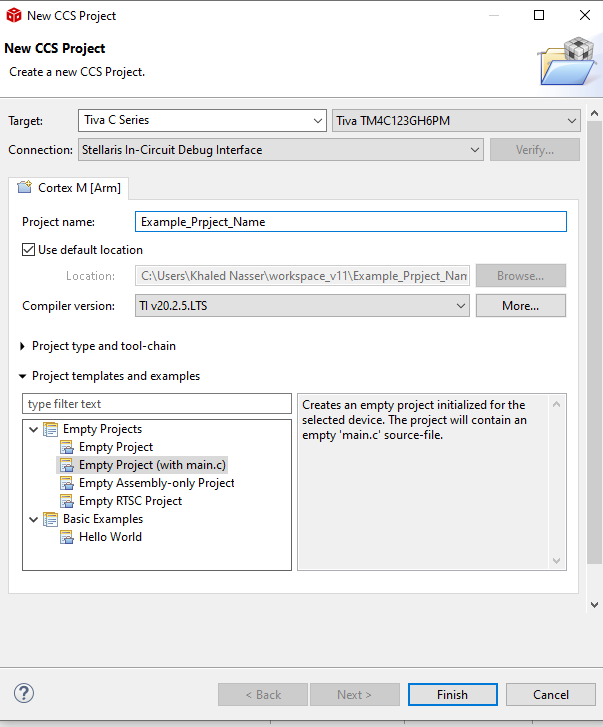 New CCS Project
New CCS Project
Create a new CCS Project.
Target: Tiva C Series Tiva TM4C123GH6PM
Connection: Stellaris In-Circuit Debug Interface Verify...
Cortex M [Arm]
Project name: Example_Prpject_Name
Use default location
Location: C:\Users\Khaled Nasser\workspace_v11\Example_Prpject_Nam Browse...
Compiler version: TI v20.2.5.LTS More...
Project type and tool-chain
Project templates and examples
type filter text
Creates an empty project initialized for the
selected device. The project will contain an
empty 'main.c' source-file.
Empty Projects
Empty Project
Empty Project (with main.c)
Empty Assembly-only Project
Empty RTSC Project
Basic Examples
Hello World
? < Back Next > Finish Cancel